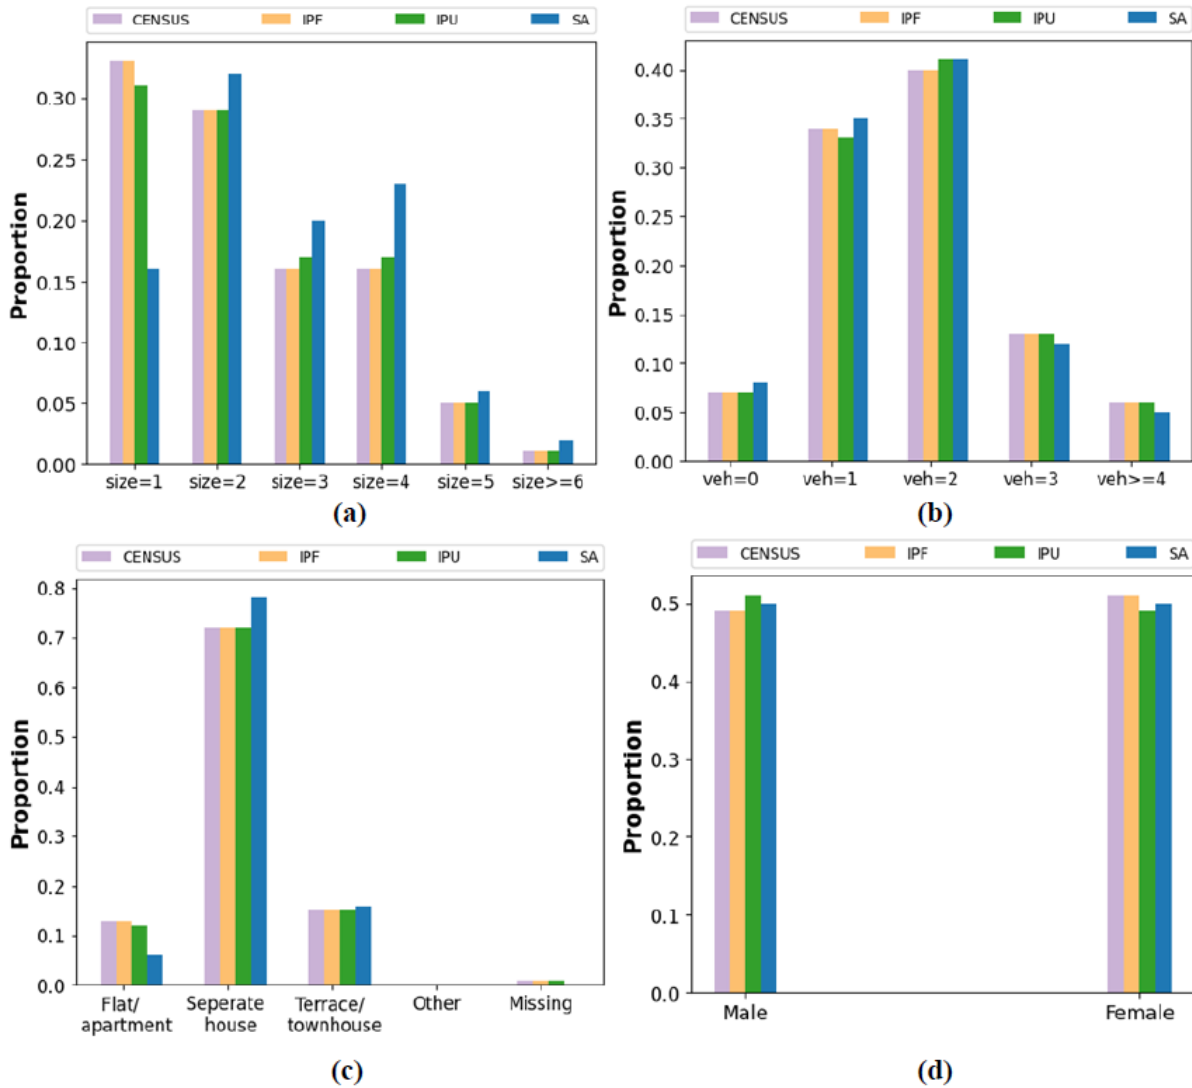 CENSUS IPF IPU SA
Proportion
0.30
0.25
0.20
0.15
0.10
0.05
0.00
size=1 size=2 size=3 size=4 size=5 size>=6
(a)
CENSUS IPF IPU SA
Proportion
0.40
0.35
0.30
0.25
0.20
0.15
0.10
0.05
0.00
veh=0 veh=1 veh=2 veh=3 veh>=4
(b)
CENSUS IPF IPU SA
Proportion
0.8
0.7
0.6
0.5
0.4
0.3
0.2
0.1
0.0
Flat/ Seperate Terrace/ Other Missing
apartment house townhouse
(c)
CENSUS IPF IPU SA
Proportion
0.5
0.4
0.3
0.2
0.1
0.0
Male Female
(d)